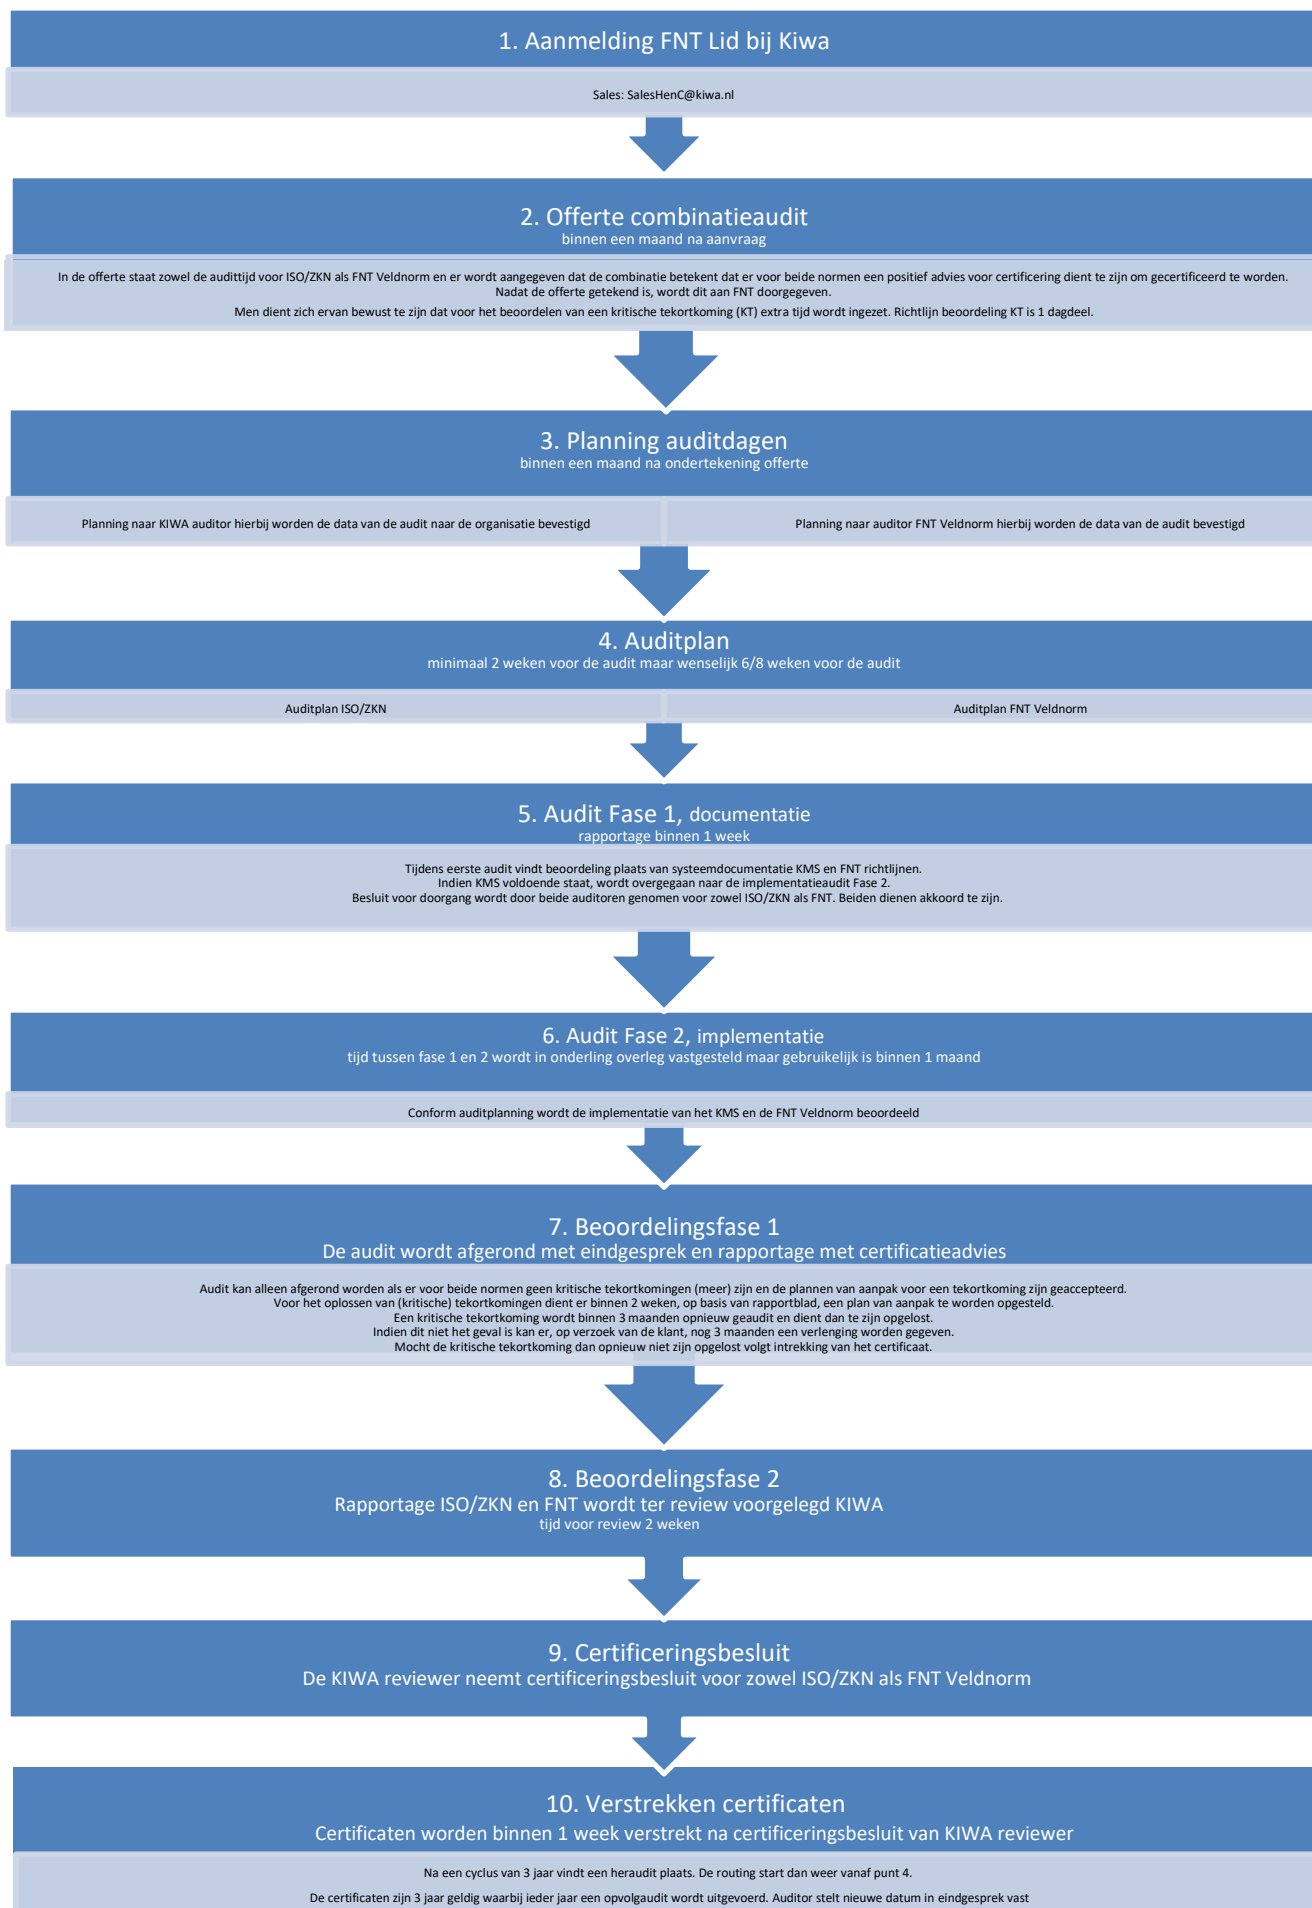 1. Aanmelding FNT Lid bij Kiwa
Sales: SalesHenC@kiwa.nl
2. Offerte combinatieaudit
binnen een maand na aanvraag
In de offerte staat zowel de audittijd voor ISO/ZKN als FNT Veldnorm en er wordt aangegeven dat de combinatie betekent dat er voor beide normen een positief advies voor certificering dient te zijn om gecertificeerd te worden.
Nadat de offerte getekend is, wordt dit aan FNT doorgegeven.
Men dient zich ervan bewust te zijn dat voor het beoordelen van een kritische tekortkoming (KT) extra tijd wordt ingezet. Richtlijn beoordeling KT is 1 dagdeel.
3. Planning auditdagen
binnen een maand na ondertekening offerte
Planning naar KIWA auditor hierbij worden de data van de audit naar de organisatie bevestigd
Planning naar auditor FNT Veldnorm hierbij worden de data van de audit bevestigd
4. Auditplan
minimaal 2 weken voor de audit maar wenselijk 6/8 weken voor de audit
Auditplan ISO/ZKN
Auditplan FNT Veldnorm
5. Audit Fase 1, documentatie
rapportage binnen 1 week
Tijdens eerste audit vindt beoordeling plaats van systeemdocumentatie KMS en FNT richtlijnen.
Indien KMS voldoende staat, wordt overgegaan naar de implementatieaudit Fase 2.
Besluit voor doorgang wordt door beide auditoren genomen voor zowel ISO/ZKN als FNT. Beiden dienen akkoord te zijn.
6. Audit Fase 2, implementatie
tijd tussen fase 1 en 2 wordt in onderling overleg vastgesteld maar gebruikelijk is binnen 1 maand
Conform auditplanning wordt de implementatie van het KMS en de FNT Veldnorm beoordeeld
7. Beoordelingsfase 1
De audit wordt afgerond met eindgesprek en rapportage met certificatieadvies
Audit kan alleen afgerond worden als er voor beide normen geen kritische tekortkomingen (meer) zijn en de plannen van aanpak voor een tekortkoming zijn geaccepteerd.
Voor het oplossen van (kritische) tekortkomingen dient er binnen 2 weken, op basis van rapportblad, een plan van aanpak te worden opgesteld.
Een kritische tekortkoming wordt binnen 3 maanden opnieuw geaudit en dient dan te zijn opgelost.
Indien dit niet het geval is kan er, op verzoek van de klant, nog 3 maanden een verlenging worden gegeven.
Mocht de kritische tekortkoming dan opnieuw niet zijn opgelost volgt intrekking van het certificaat.
8. Beoordelingsfase 2
Rapportage ISO/ZKN en FNT wordt ter review voorgelegd KIWA
tijd voor review 2 weken
9. Certificeringsbesluit
De KIWA reviewer neemt certificeringsbesluit voor zowel ISO/ZKN als FNT Veldnorm
10. Verstrekken certificaten
Certificaten worden binnen 1 week verstrekt na certificeringsbesluit van KIWA reviewer
Na een cyclus van 3 jaar vindt een heraudit plaats. De routing start dan weer vanaf punt 4.
De certificaten zijn 3 jaar geldig waarbij ieder jaar een opvolgaudit wordt uitgevoerd. Auditor stelt nieuwe datum in eindgesprek vast